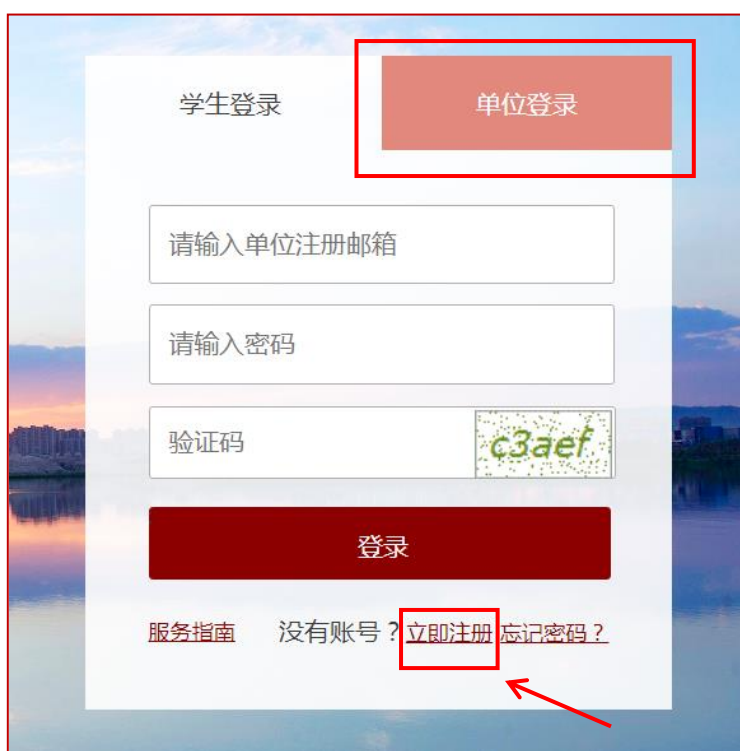 学生登录 单位登录
请输入单位注册邮箱
请输入密码
验证码 c3aef
登录
服务指南 没有账号？立即注册 忘记密码？